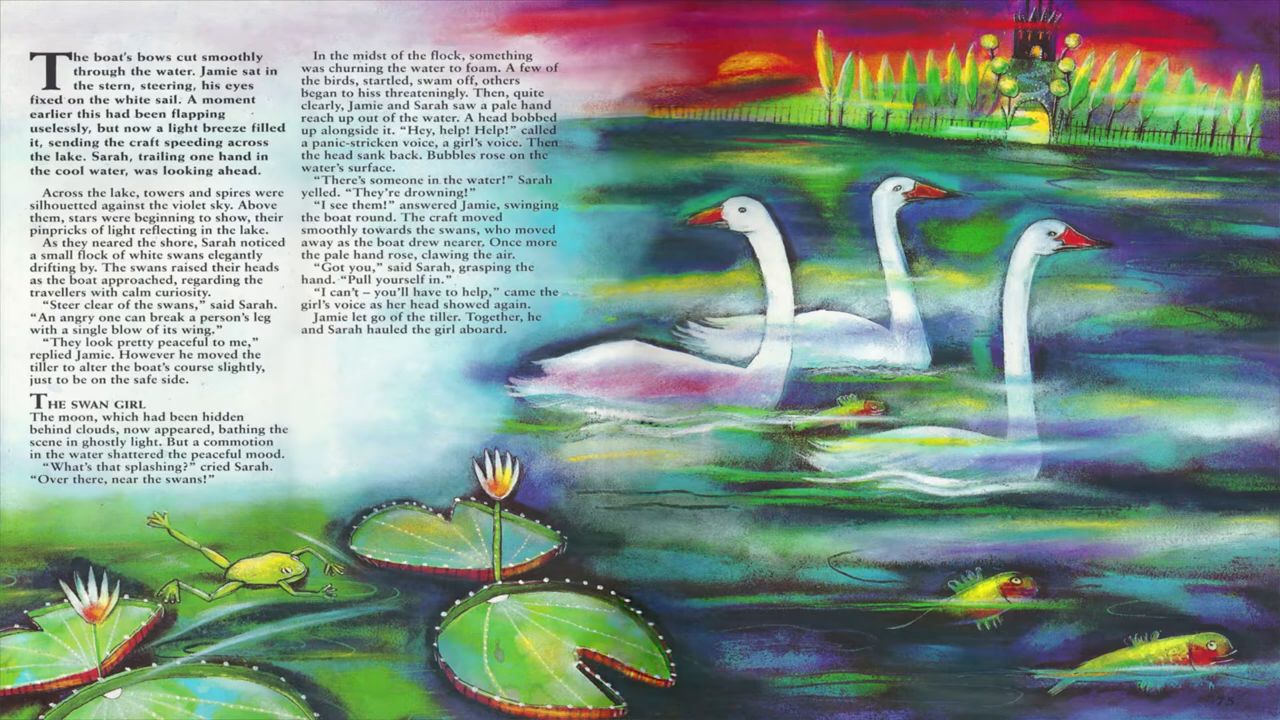 The boat's bows cut smoothly
through the water. Jamie sat in
the stern, steering, his eyes
fixed on the white sail. A moment
earlier this had been flapping
uselessly, but now a light breeze filled
it, sending the craft speeding across
the lake. Sarah, trailing one hand in
the cool water, was looking ahead.
Across the lake, towers and spires were
silhouetted against the violet sky. Above
them, stars were beginning to show, their
pinpricks of light reflecting in the lake.
As they neared the shore, Sarah noticed
a small flock of white swans elegantly
drifting by. The swans raised their heads
as the boat approached, regarding the
travellers with calm curiosity.
“Steer clear of the swans,” said Sarah.
“An angry one can break a person's leg
with a single blow of its wing.”
“They look pretty peaceful to me,”
replied Jamie. However he moved the
tiller to alter the boat's course slightly,
just to be on the safe side.
THE SWAN GIRL
The moon, which had been hidden
behind clouds, now appeared, bathing the
scene in ghostly light. But a commotion
in the water shattered the peaceful mood.
“What's that splashing?” cried Sarah.
“Over there, near the swans!”
In the midst of the flock, something
was churning the water to foam. A few of
the birds, startled, swam off, others
began to hiss threateningly. Then, quite
clearly, Jamie and Sarah saw a pale hand
reach up out of the water. A head bobbed
up alongside it. “Hey, help! Help!” called
a panic-stricken voice, a girl's voice. Then
the head sank back. Bubbles rose on the
water's surface.
“There's someone in the water!” Sarah
yelled. “They're drowning!”
“I see them!” answered Jamie, swinging
the boat round. The craft moved
smoothly towards the swans, who moved
away as the boat drew nearer. Once more
the pale hand rose, clawing the air.
“Got you,” said Sarah, grasping the
hand. “Pull yourself in.”
“I can't – you'll have to help,” came the
girl's voice as her head showed again.
Jamie let go of the tiller. Together, he
and Sarah hauled the girl aboard.